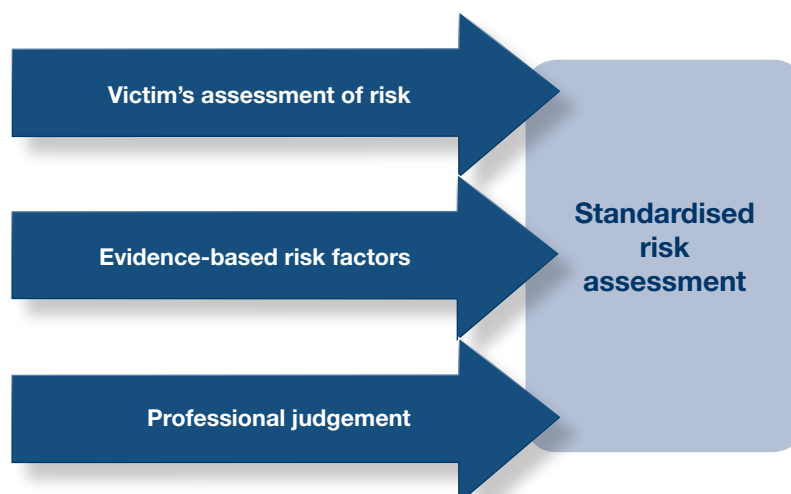 Victim’s assessment of risk
Evidence-based risk factors
Professional judgement
Standardised
risk
assessment